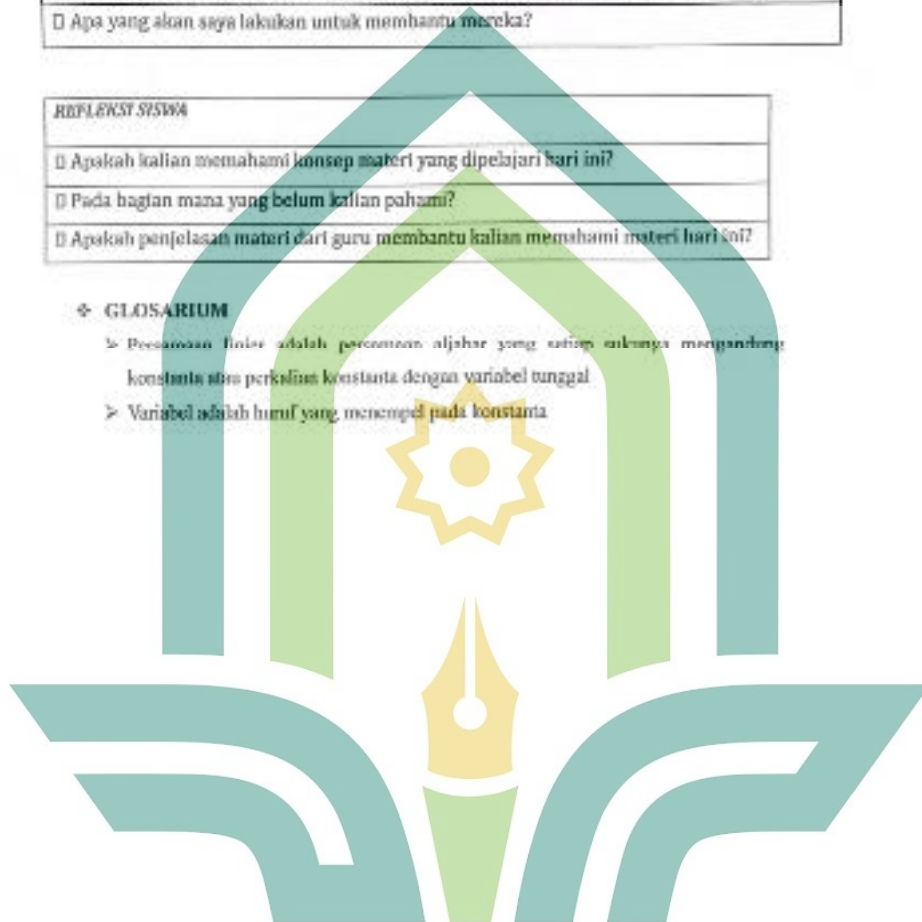 ▯ Apa yang akan saya lakukan untuk membantu mereka?
REFLEKSI SISWA
▯ Apakah kalian memahami konsep materi yang dipelajari hari ini?
▯ Pada bagian mana yang belum kalian pahami?
▯ Apakah penjelasan materi dari guru membantu kalian memahami materi hari ini?
❖ GLOSARIUM
➢ Persamaan linier adalah persamaan aljabar yang setiap sukunya mengandung
konstanta atau perkalian konstanta dengan variabel tunggal
➢ Variabel adalah huruf yang menempel pada konstanta